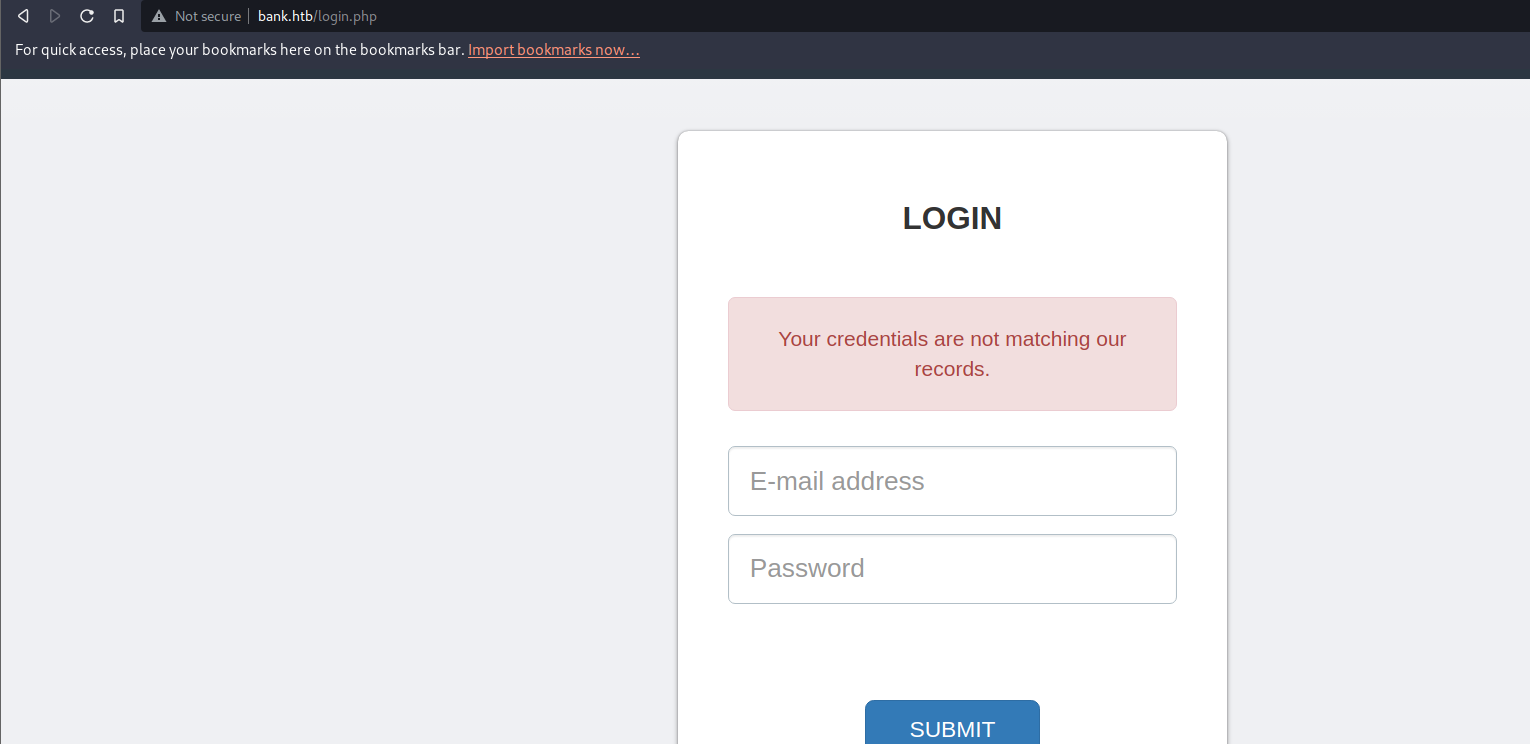 Not secure bank.htb/login.php
For quick access, place your bookmarks here on the bookmarks bar. Import bookmarks now...
LOGIN
Your credentials are not matching our
records.
E-mail address
Password
SUBMIT